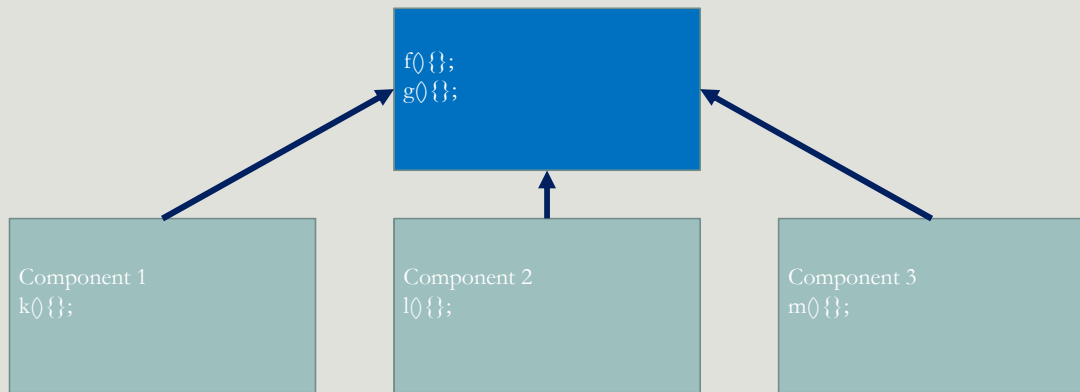 f(){};
g(){};
Component 1
k(){};
Component 2
l(){};
Component 3
m(){};